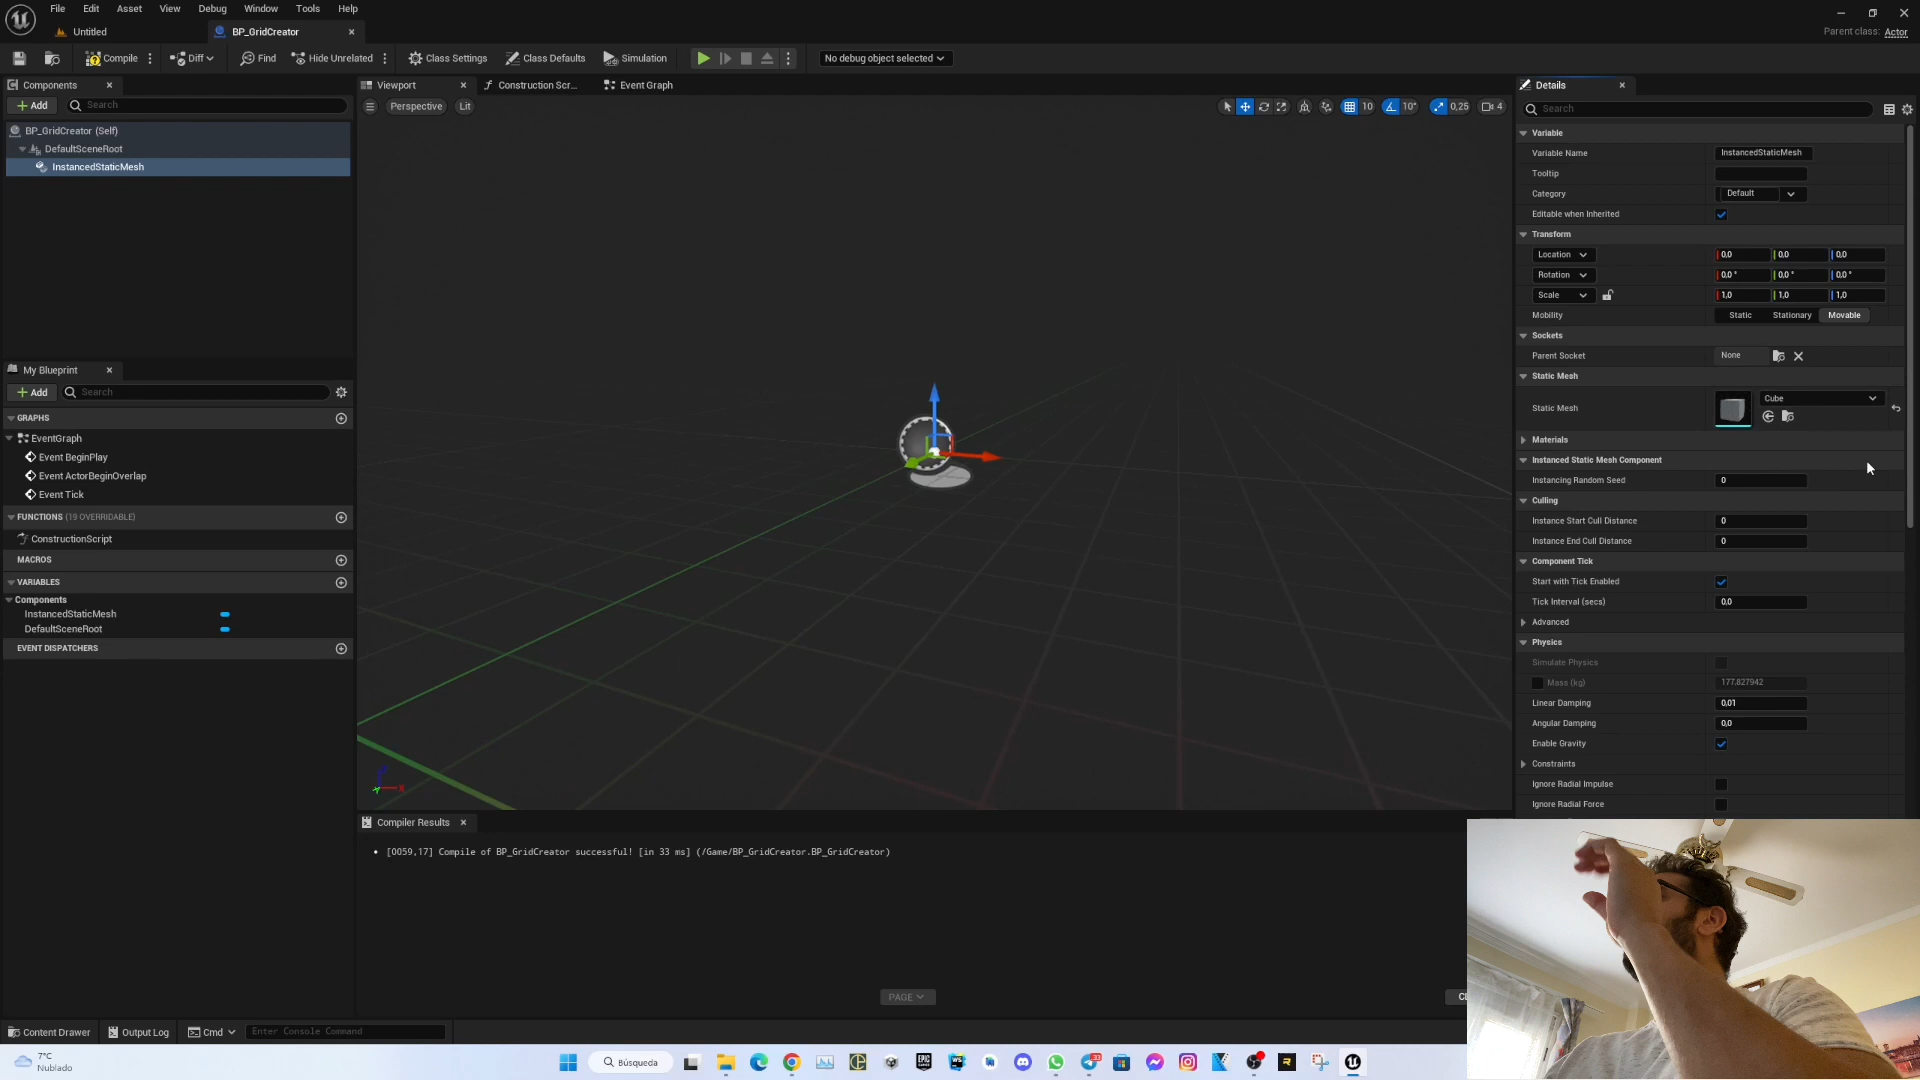 File Edit Asset View Debug Window Tools Help
Untitled BP_GridCreator
Parent class: Actor
Compile Diff Find Hide Unrelated Class Settings Class Defaults Simulation No debug object selected
Components Viewport Construction Scr... Event Graph Details
Add Search Perspective Lit 10 10° 0,25 4 Search
BP_GridCreator (Self)
DefaultSceneRoot
InstancedStaticMesh
My Blueprint
Add Search
GRAPHS
EventGraph
Event BeginPlay
Event ActorBeginOverlap
Event Tick
FUNCTIONS (19 OVERRIDABLE)
ConstructionScript
MACROS
VARIABLES
Components
InstancedStaticMesh
DefaultSceneRoot
EVENT DISPATCHERS
Variable
Variable Name InstancedStaticMesh
Tooltip
Category Default
Editable when Inherited
Transform
Location 0,0 0,0 0,0
Rotation 0,0 ° 0,0 ° 0,0 °
Scale 1,0 1,0 1,0
Mobility Static Stationary Movable
Sockets
Parent Socket None
Static Mesh
Static Mesh Cube
Materials
Instanced Static Mesh Component
Instancing Random Seed 0
Culling
Instance Start Cull Distance 0
Instance End Cull Distance 0
Component Tick
Start with Tick Enabled
Tick Interval (secs) 0,0
Advanced
Physics
Simulate Physics
Mass (kg) 177,827942
Linear Damping 0,01
Angular Damping 0,0
Enable Gravity
Constraints
Ignore Radial Impulse
Ignore Radial Force
Compiler Results
• [0059,17] Compile of BP_GridCreator successful! [in 33 ms] (/Game/BP_GridCreator.BP_GridCreator)
PAGE
Content Drawer Output Log Cmd Enter Console Command
7°C
Nublado
Búsqueda
33